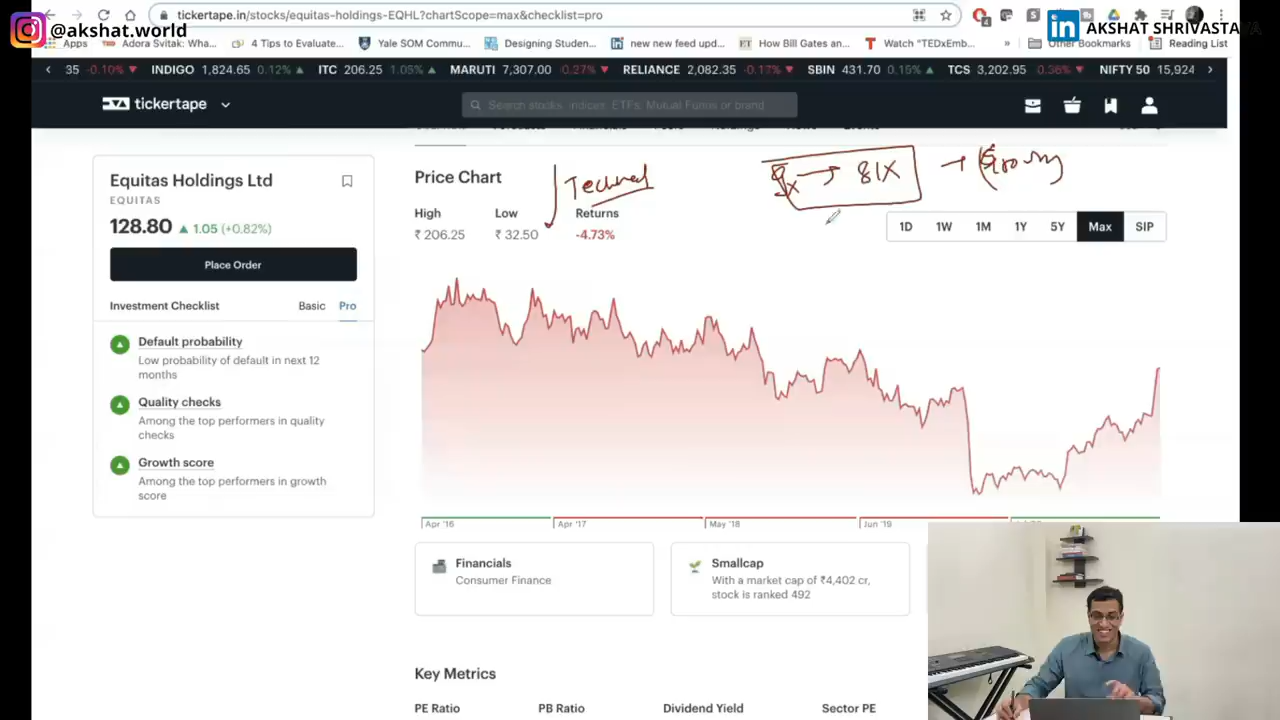 tickertape.in/stocks/equitas-holdings-EQHL?chartScope=max&checklist=pro
@akshat.world
AKSHAT SHRIVASTAVA
Apps
Adora Svitak: Wha...
4 Tips to Evaluate...
Yale SOM Commu...
Designing Studen...
new new feed upd...
How Bill Gates an...
Watch "TEDxEmb...
»
Other Bookmarks
Reading List
35 -0.10% INDIGO 1,824.65 0.12% ITC 206.25 1.05% MARUTI 7,307.00 -0.27% RELIANCE 2,082.35 -0.17% SBIN 431.70 0.15% TCS 3,202.95 0.36% NIFTY 50 15,924
tickertape
Search stocks, indices, ETFs, Mutual Funds or brand
Equitas Holdings Ltd
EQUITAS
128.80 1.05 (+0.82%)
Place Order
Investment Checklist Basic Pro
Default probability
Low probability of default in next 12
months
Quality checks
Among the top performers in quality
checks
Growth score
Among the top performers in growth
score
Price Chart
81X
High Low Returns
₹ 206.25 ₹ 32.50 -4.73%
1D 1W 1M 1Y 5Y Max SIP
Apr '16 Apr '17 May '18 Jun '19
Financials
Consumer Finance
Smallcap
With a market cap of ₹4,402 cr,
stock is ranked 492
Key Metrics
PE Ratio PB Ratio Dividend Yield Sector PE